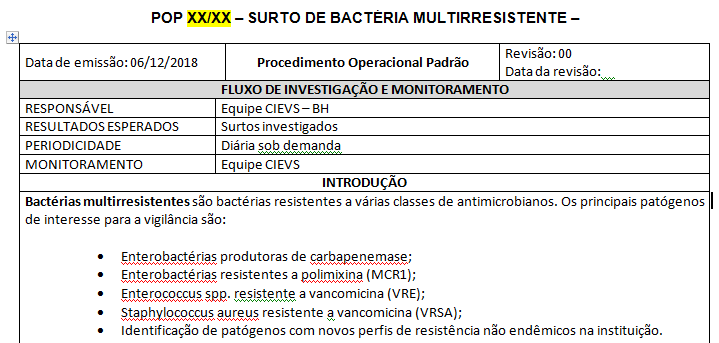 POP XX/XX – SURTO DE BACTÉRIA MULTIRRESISTENTE –
Data de emissão: 06/12/2018
Procedimento Operacional Padrão
Revisão: 00
Data da revisão:
FLUXO DE INVESTIGAÇÃO E MONITORAMENTO
RESPONSÁVEL Equipe CIEVS – BH
RESULTADOS ESPERADOS Surtos investigados
PERIODICIDADE Diária sob demanda
MONITORAMENTO Equipe CIEVS
INTRODUÇÃO
Bactérias multirresistentes são bactérias resistentes a várias classes de antimicrobianos. Os principais patógenos
de interesse para a vigilância são:
• Enterobactérias produtoras de carbapenemase;
• Enterobactérias resistentes a polimixina (MCR1);
• Enterococcus spp. resistente a vancomicina (VRE);
• Staphylococcus aureus resistente a vancomicina (VRSA);
• Identificação de patógenos com novos perfis de resistência não endêmicos na instituição.